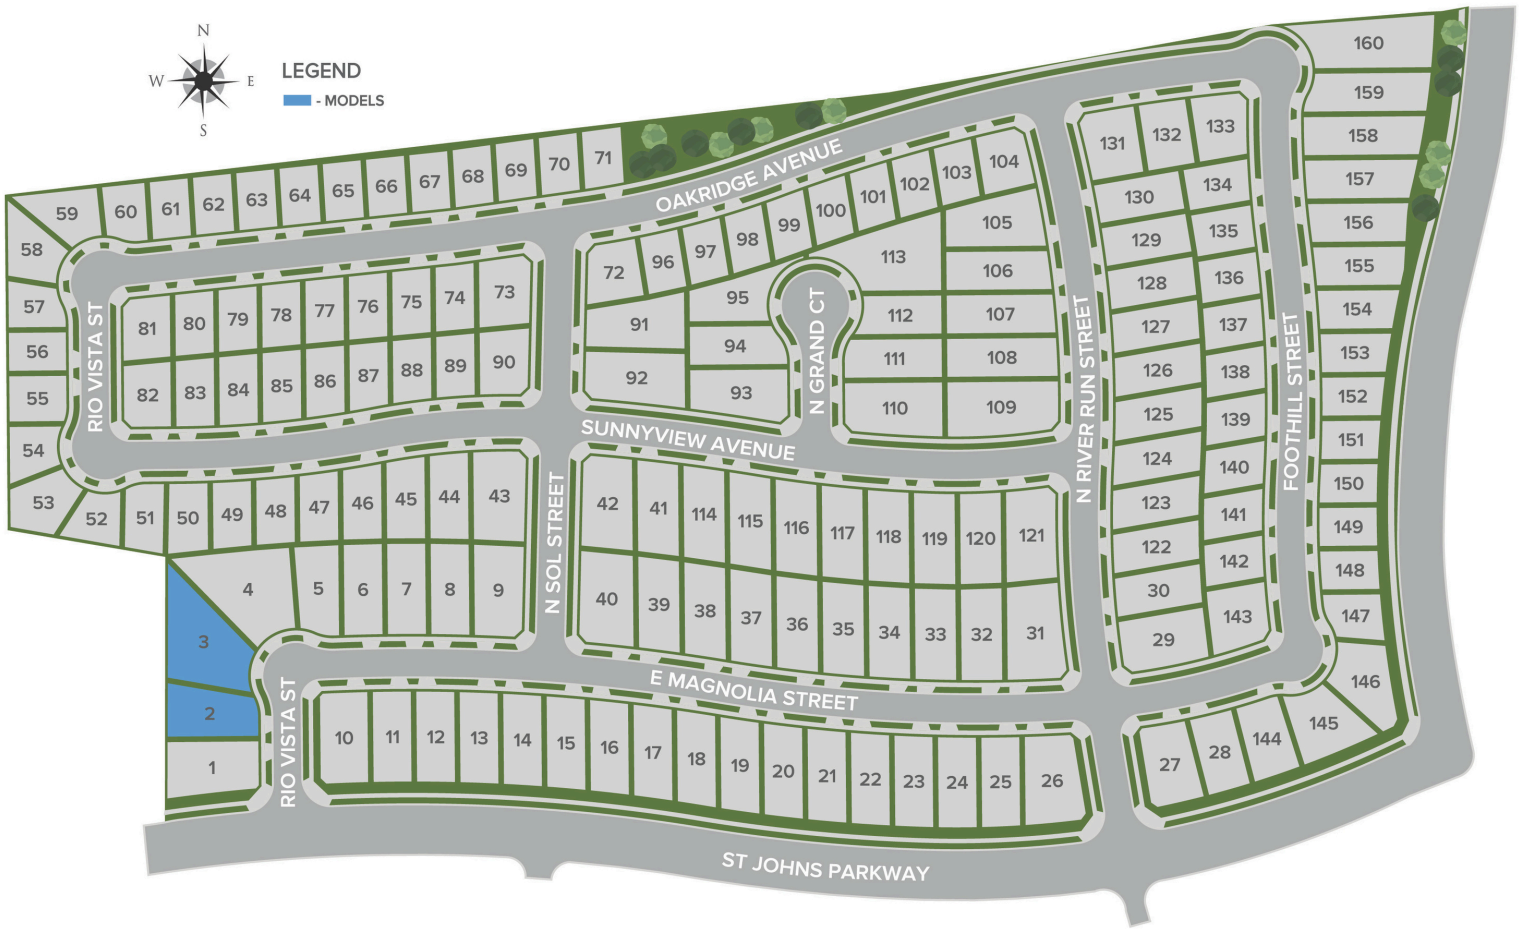 N
W E
S
LEGEND
- MODELS
160
159
158
157
156
155
154
153
152
151
150
149
148
147
146
145
144
28
27
131 132 133
130 134
129 135
128 136
127 137
126 138
125 139
124 140
123 141
122 142
30 143
29
59 60 61 62 63 64 65 66 67 68 69 70 71
58
57
56
55
54
53
52 51 50 49 48 47 46 45 44 43
OAKRIDGE AVENUE
RIO VISTA ST
81 80 79 78 77 76 75 74 73
82 83 84 85 86 87 88 89 90
72 96 97 98 99 100 101 102 103 104
91 95 113 105
94 112 106
92 93 111 107
110 108
109
N GRAND CT
N RIVER RUN STREET
FOOTHILL STREET
SUNNYVIEW AVENUE
N SOL STREET
42 41 114 115 116 117 118 119 120 121
40 39 38 37 36 35 34 33 32 31
4 5 6 7 8 9
3
2
1
E MAGNOLIA STREET
RIO VISTA ST
10 11 12 13 14 15 16 17 18 19 20 21 22 23 24 25 26
ST JOHNS PARKWAY